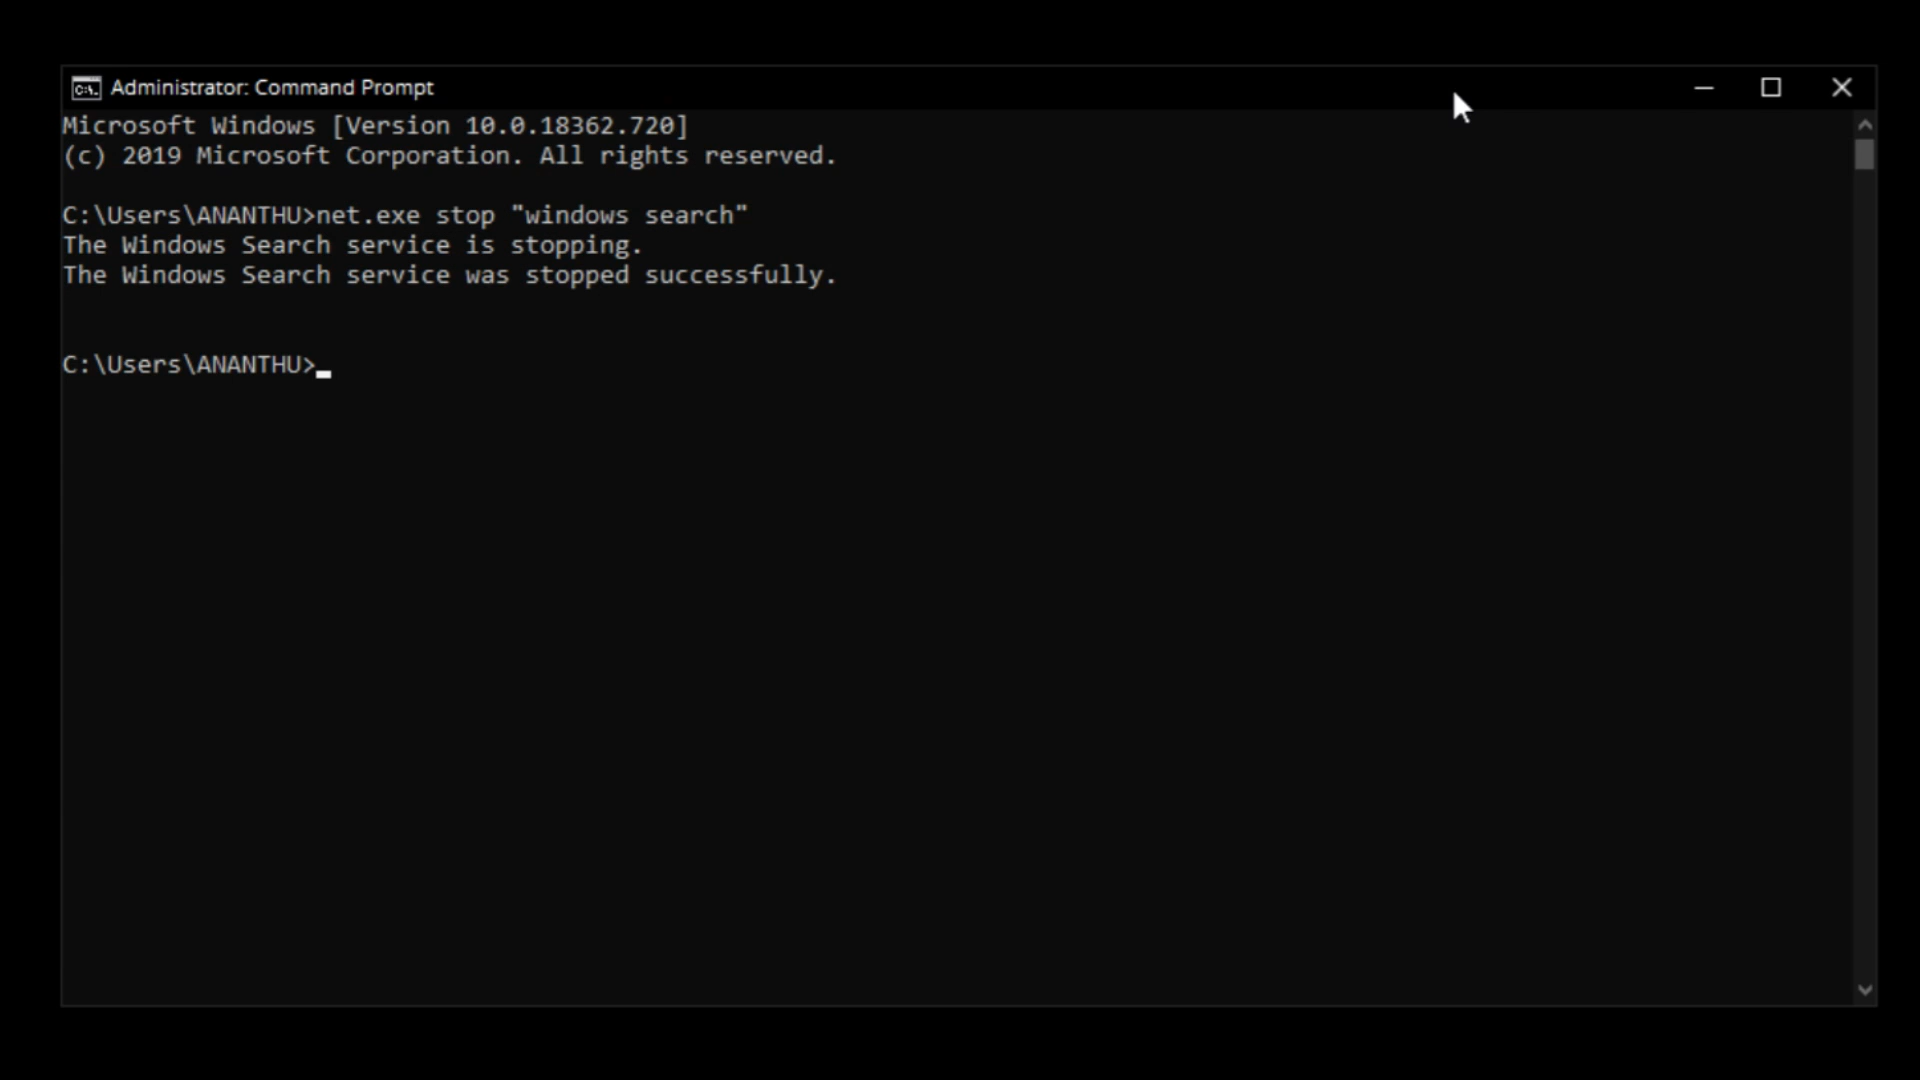 Administrator: Command Prompt
Microsoft Windows [Version 10.0.18362.720]
(c) 2019 Microsoft Corporation. All rights reserved.
C:\Users\ANANTHU>net.exe stop "windows search"
The Windows Search service is stopping.
The Windows Search service was stopped successfully.
C:\Users\ANANTHU>